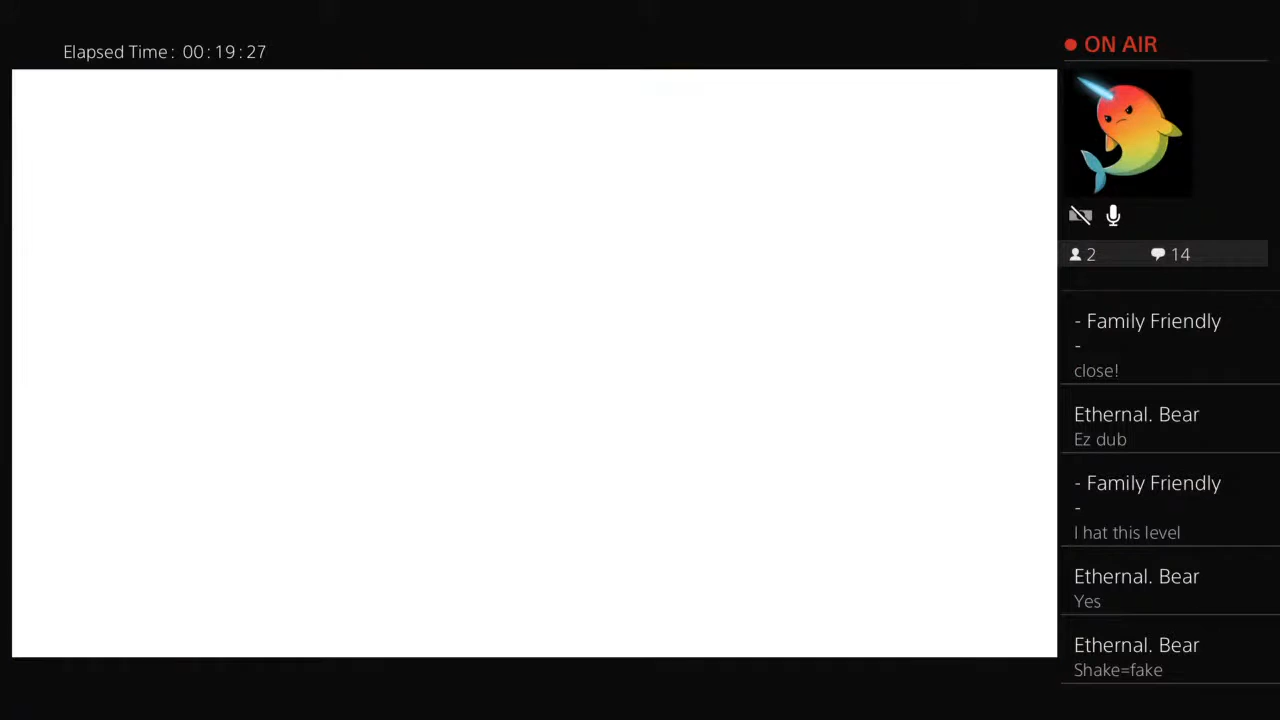 Elapsed Time: 00:19:27
ON AIR
2 14
- Family Friendly
-
close!
Ethernal. Bear
Ez dub
- Family Friendly
-
I hat this level
Ethernal. Bear
Yes
Ethernal. Bear
Shake=fake